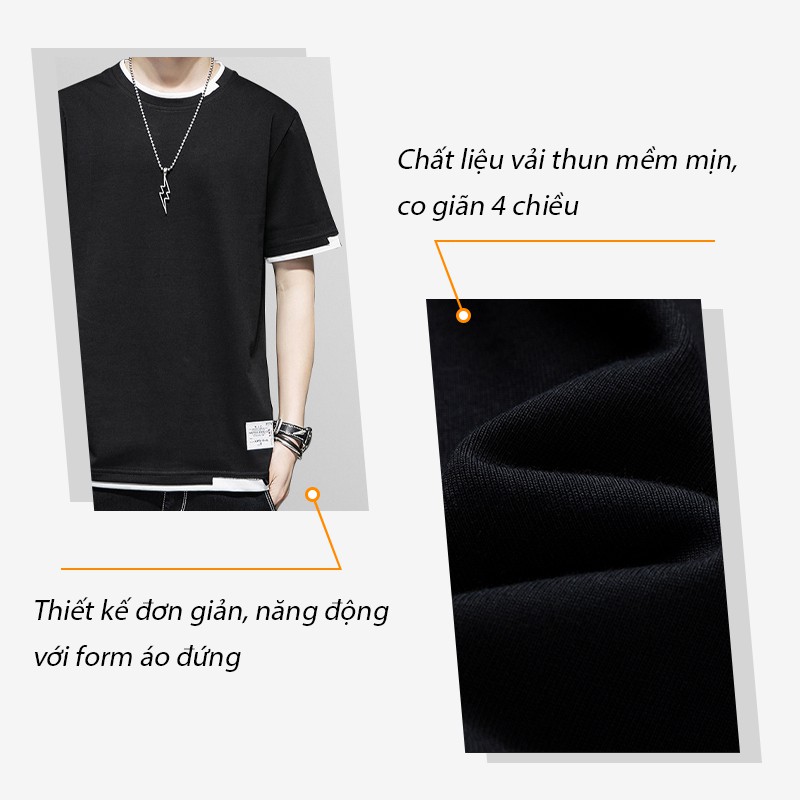 Chất liệu vải thun mềm mịn,
co giãn 4 chiều
Thiết kế đơn giản, năng động
với form áo đứng